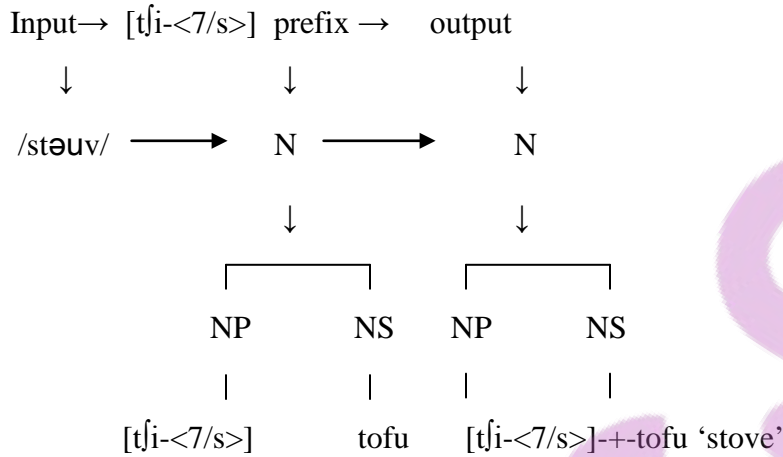 Input→ [tʃi-<7/s>] prefix → output
↓ ↓ ↓
/stəuv/ → N → N
↓ ↓
NP NS NP NS
[tʃi-<7/s>] tofu [tʃi-<7/s>]-+-tofu ‘stove’